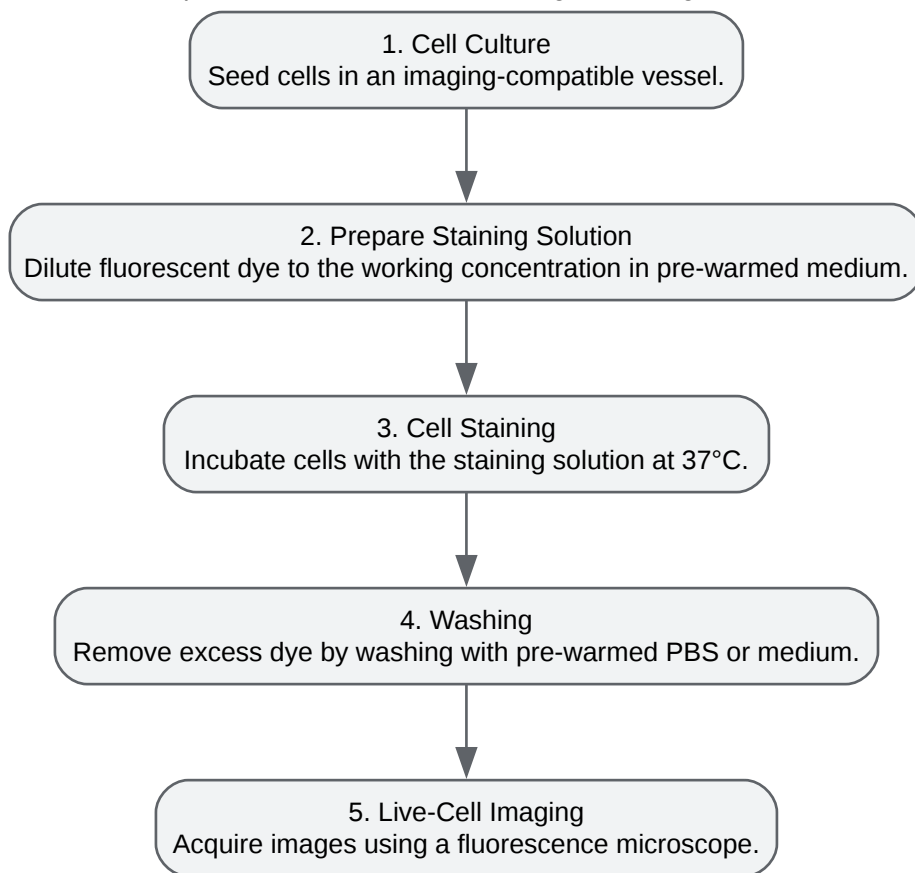 1. Cell Culture
Seed cells in an imaging-compatible vessel.
2. Prepare Staining Solution
Dilute fluorescent dye to the working concentration in pre-warmed medium.
3. Cell Staining
Incubate cells with the staining solution at 37°C.
4. Washing
Remove excess dye by washing with pre-warmed PBS or medium.
5. Live-Cell Imaging
Acquire images using a fluorescence microscope.